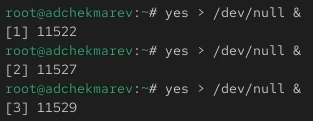 root@adchekmarev:~# yes > /dev/null &
[1] 11522
root@adchekmarev:~# yes > /dev/null &
[2] 11527
root@adchekmarev:~# yes > /dev/null &
[3] 11529